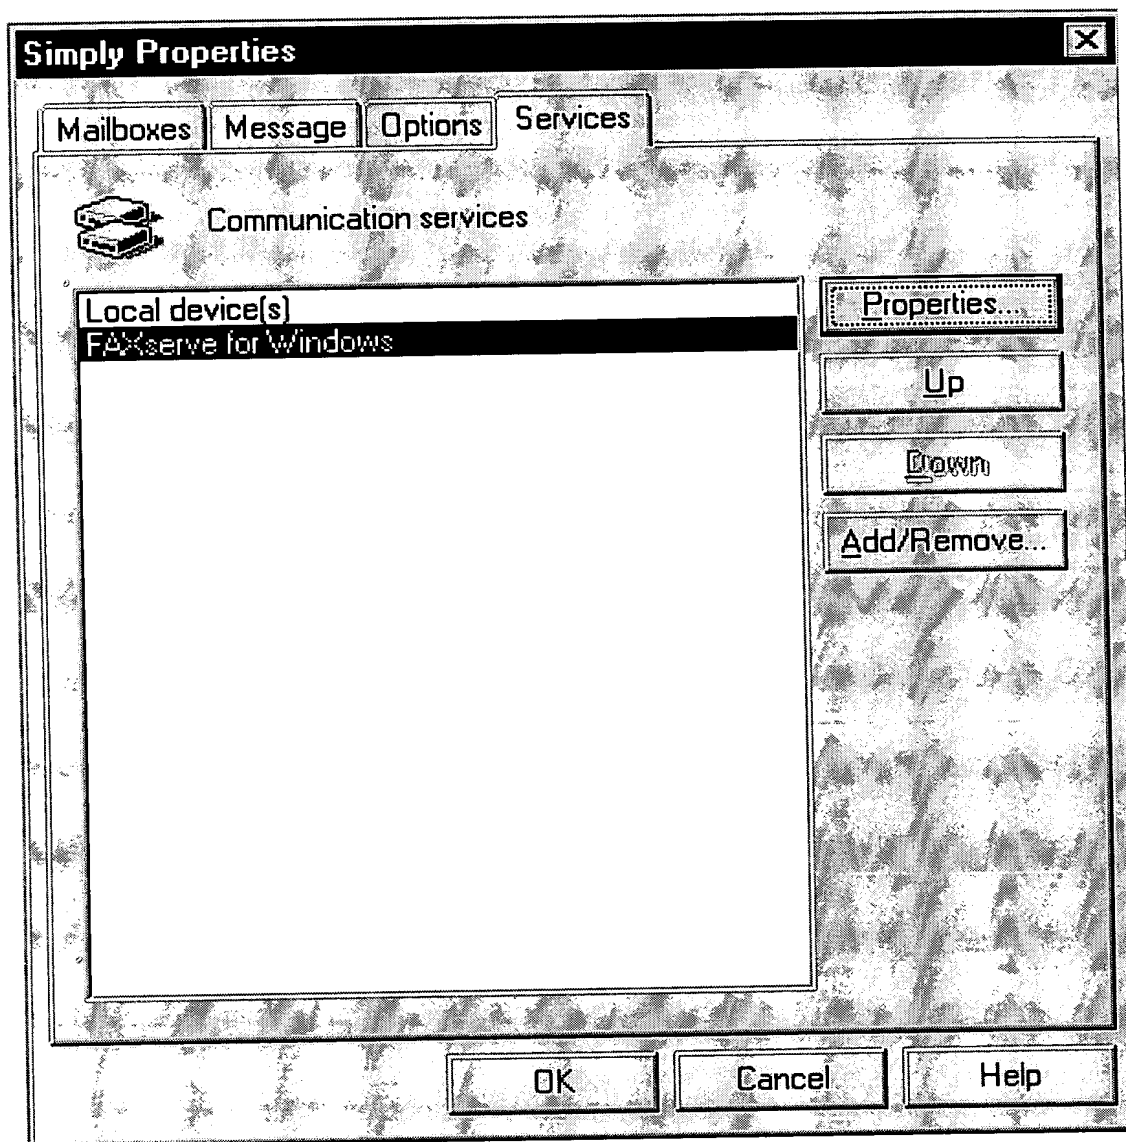 Simply Properties
Mailboxes Message Options Services
Communication services
Local device(s)
FAXserve for Windows
Properties...
Up
Down
Add/Remove...
OK Cancel Help